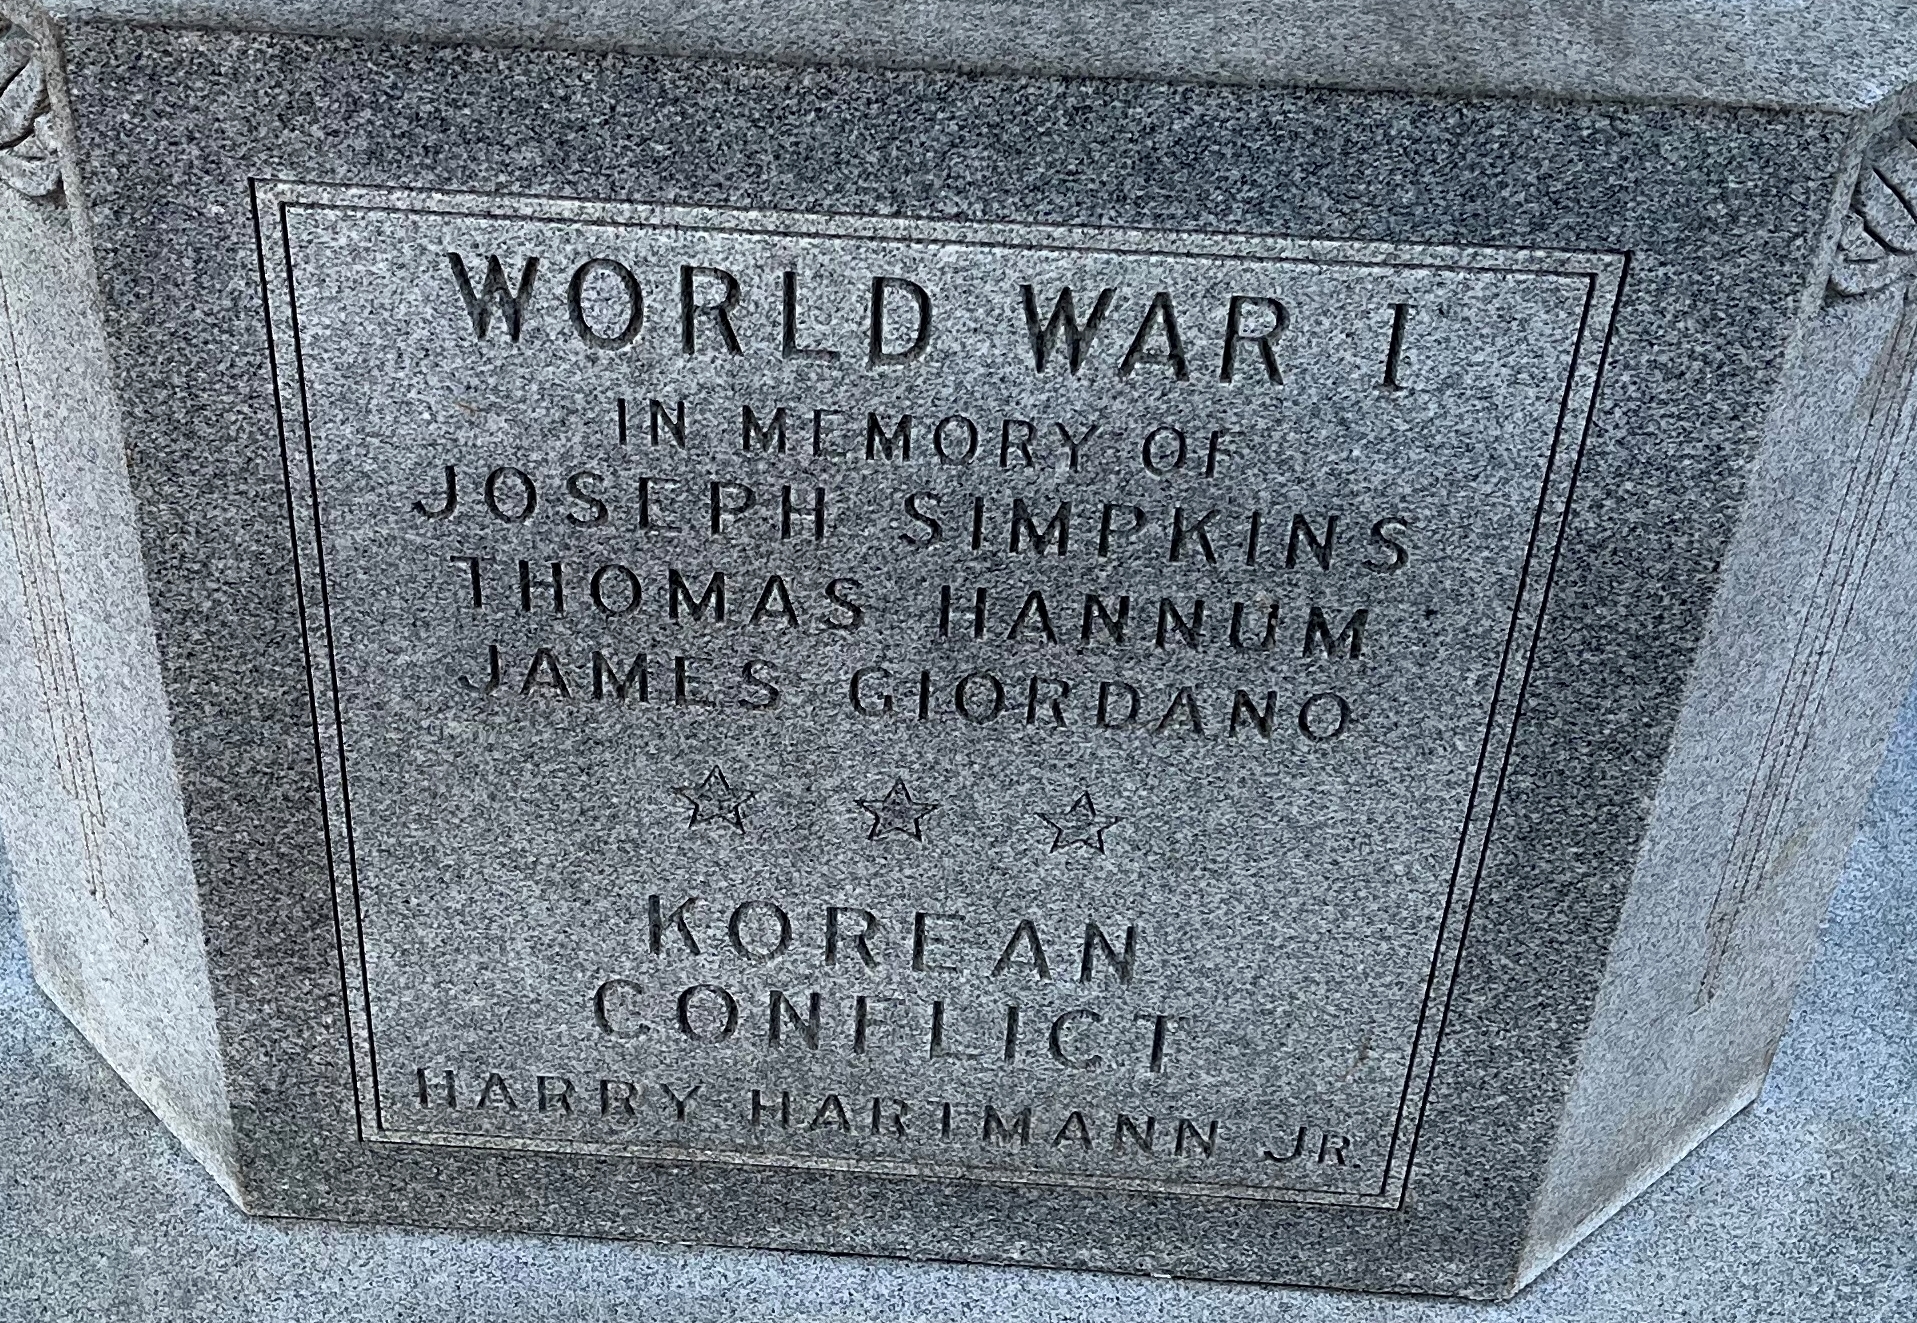 WORLD WAR I
IN MEMORY OF
JOSEPH SIMPKINS
THOMAS HANNUM
JAMES GIORDANO
KOREAN
CONFLICT
HARRY HARTMANN JR.